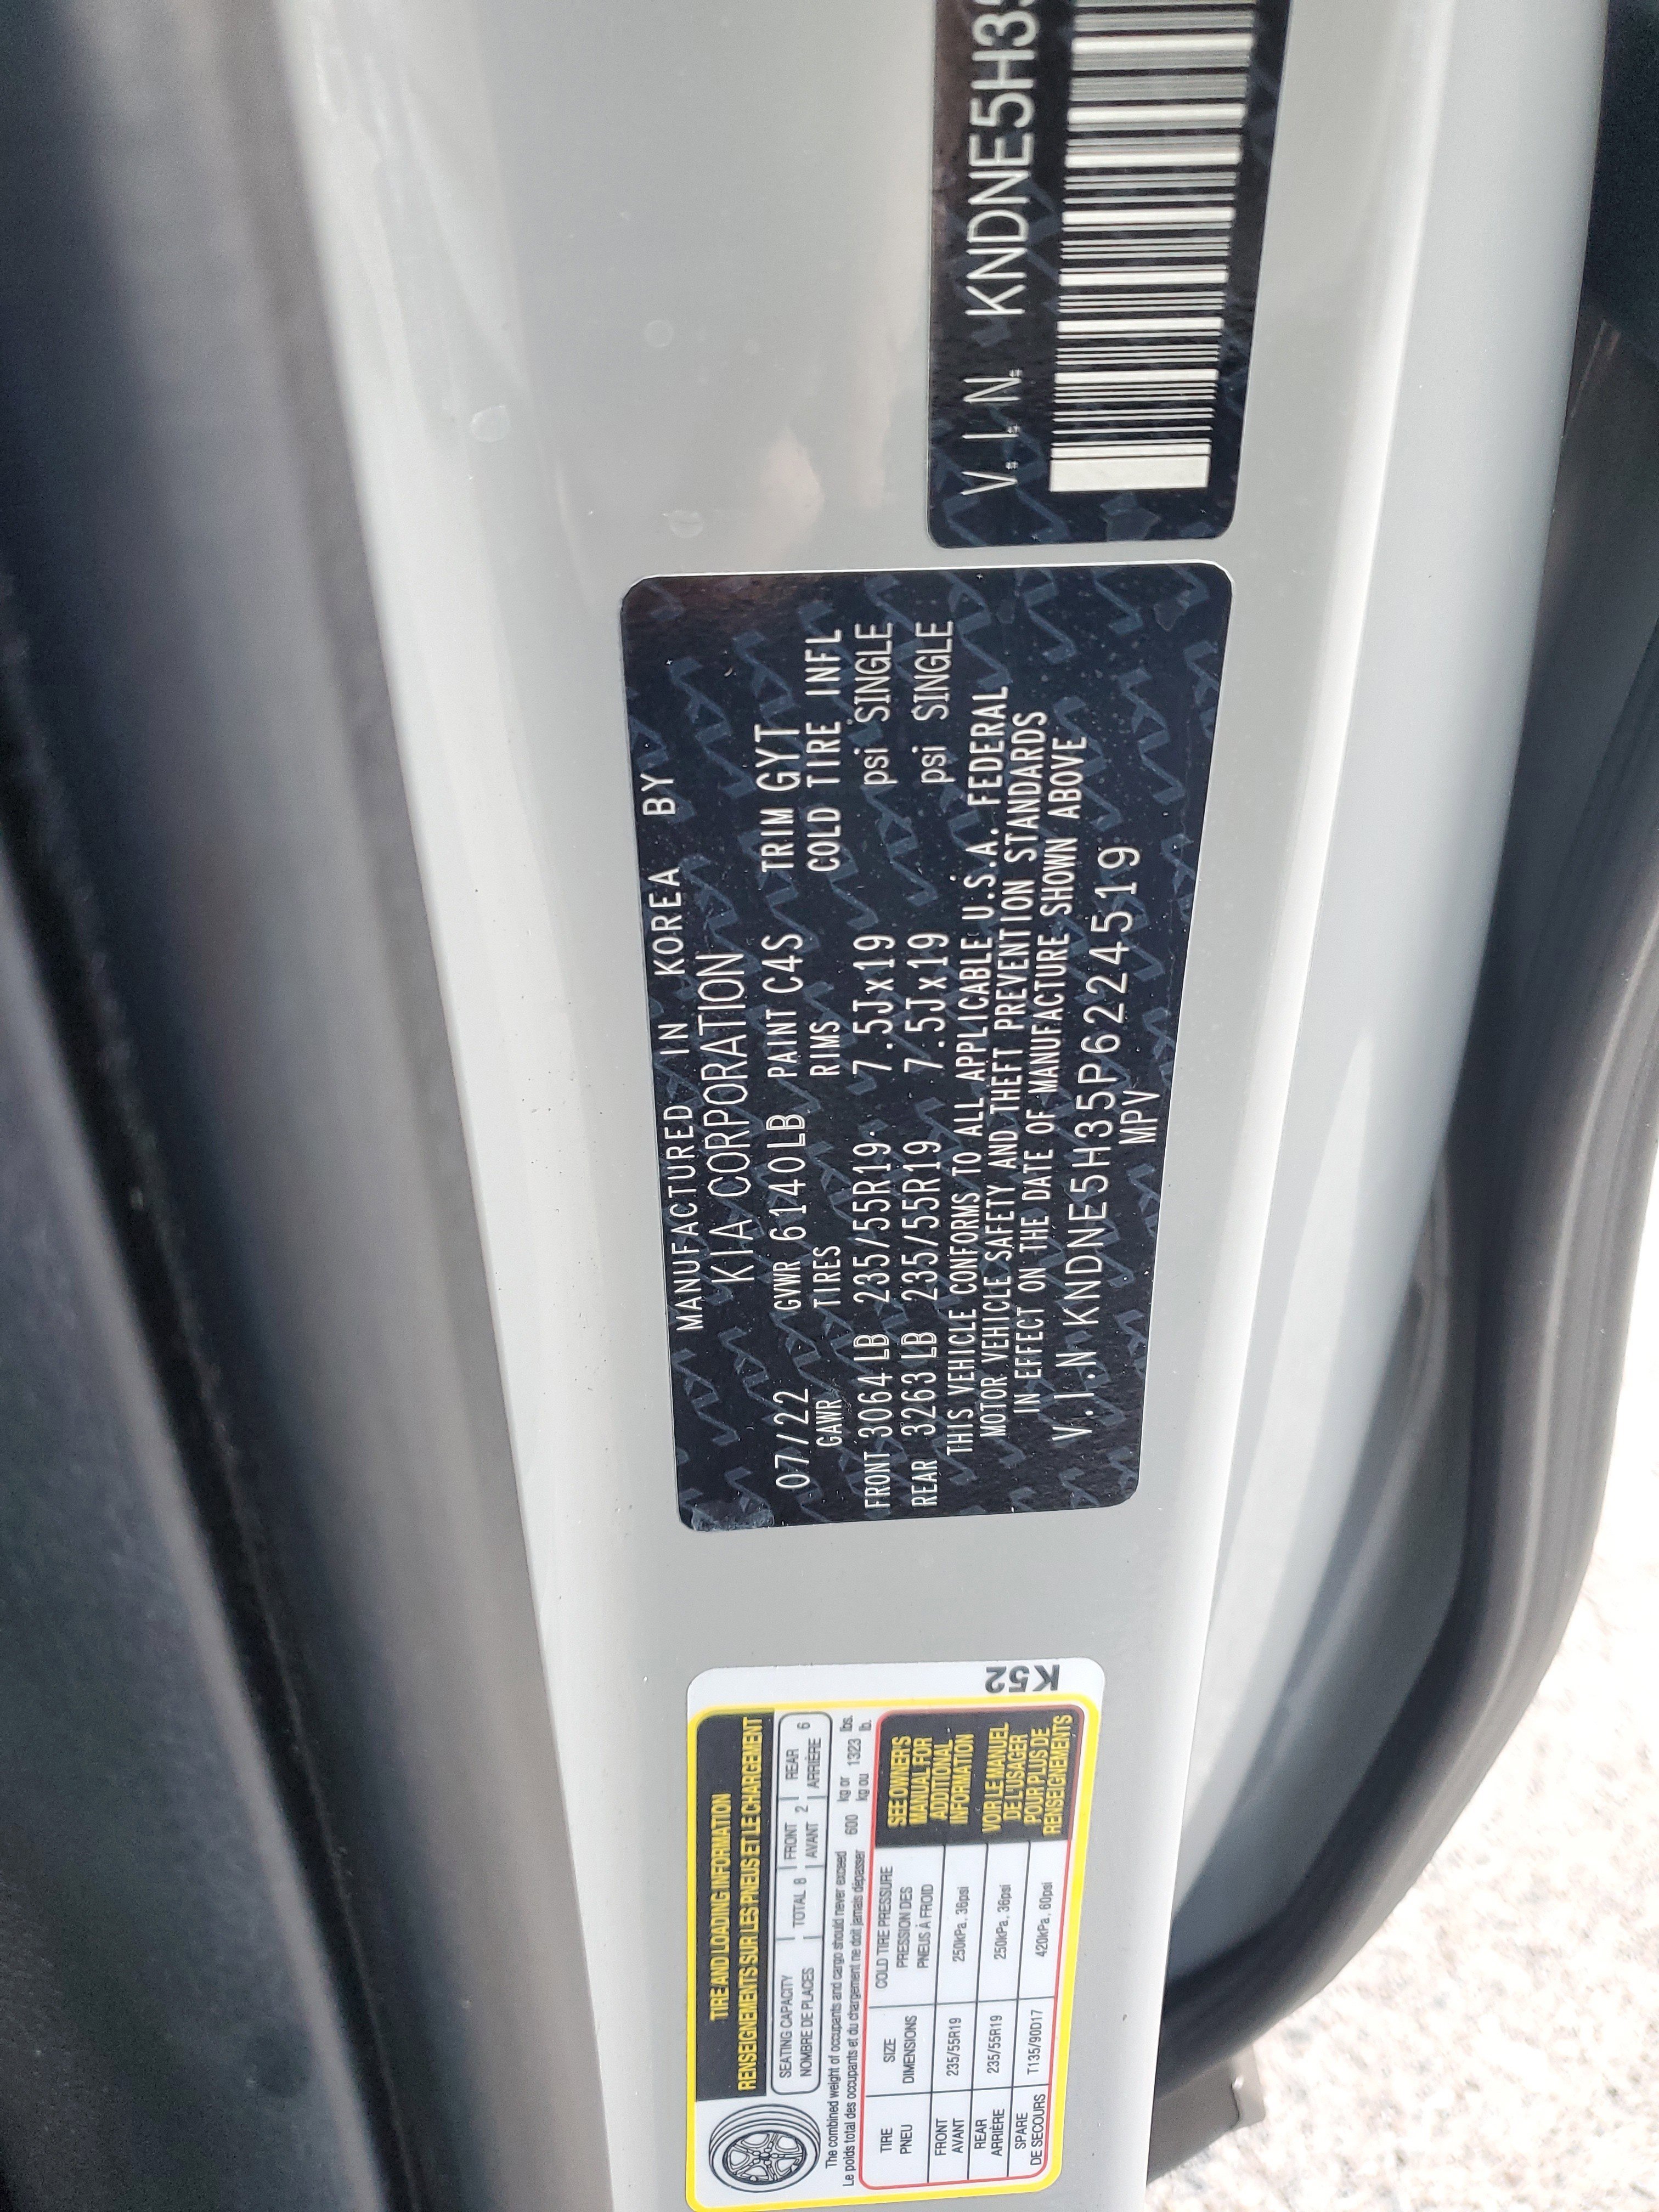 TIRE AND LOADING INFORMATION
RENSEIGNEMENTS SUR LES PNEUS ET LE CHARGEMENT
SEATING CAPACITY TOTAL 8 FRONT 2 REAR 6
NOMBRE DE PLACES AVANT ARRIÈRE
The combined weight of occupants and cargo should never exceed 600 kg or 1323 lbs.
Le poids total des occupants et du chargement ne doit jamais dépasser kg ou lb.
TIRE SIZE COLD TIRE PRESSURE
PNEU DIMENSIONS PRESSION DES
PNEUS À FROID
FRONT 235/55R19 250kPa, 36psi
AVANT
REAR 235/55R19 250kPa, 36psi
ARRIÈRE
SPARE T135/90D17 420kPa, 60psi
DE SECOURS
SEE OWNER'S
MANUAL FOR
ADDITIONAL
INFORMATION
VOIR LE MANUEL
DE L'USAGER
POUR PLUS DE
RENSEIGNEMENTS
K52
MANUFACTURED IN KOREA BY
KIA CORPORATION
07/22 GVWR 6140LB PAINT C4S TRIM GYT
GAWR TIRES RIMS COLD TIRE INFL
FRONT 3064LB 235/55R19 7.5Jx19 psi SINGLE
REAR 3263LB 235/55R19 7.5Jx19 psi SINGLE
THIS VEHICLE CONFORMS TO ALL APPLICABLE U.S.A. FEDERAL
MOTOR VEHICLE SAFETY AND THEFT PREVENTION STANDARDS
IN EFFECT ON THE DATE OF MANUFACTURE SHOWN ABOVE
V.I.N KNDNE5H35P6224519
MPV
V.I.N. KNDNE5H3